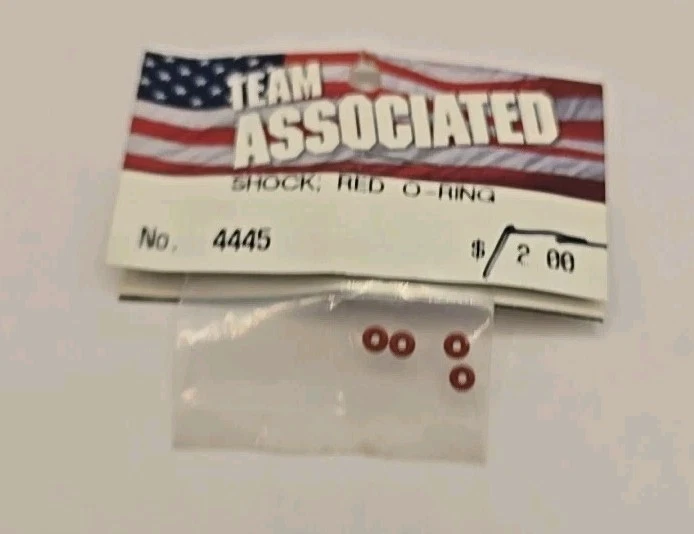 TEAM
ASSOCIATED
SHOCK; RED O-RING
No. 4445 $ 2 00